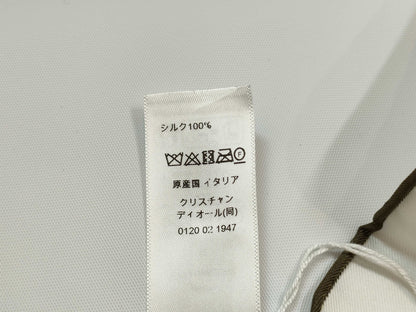 シルク100%
原産国 イタリア
クリスチャン
ディオール(同)
0120 02 1947